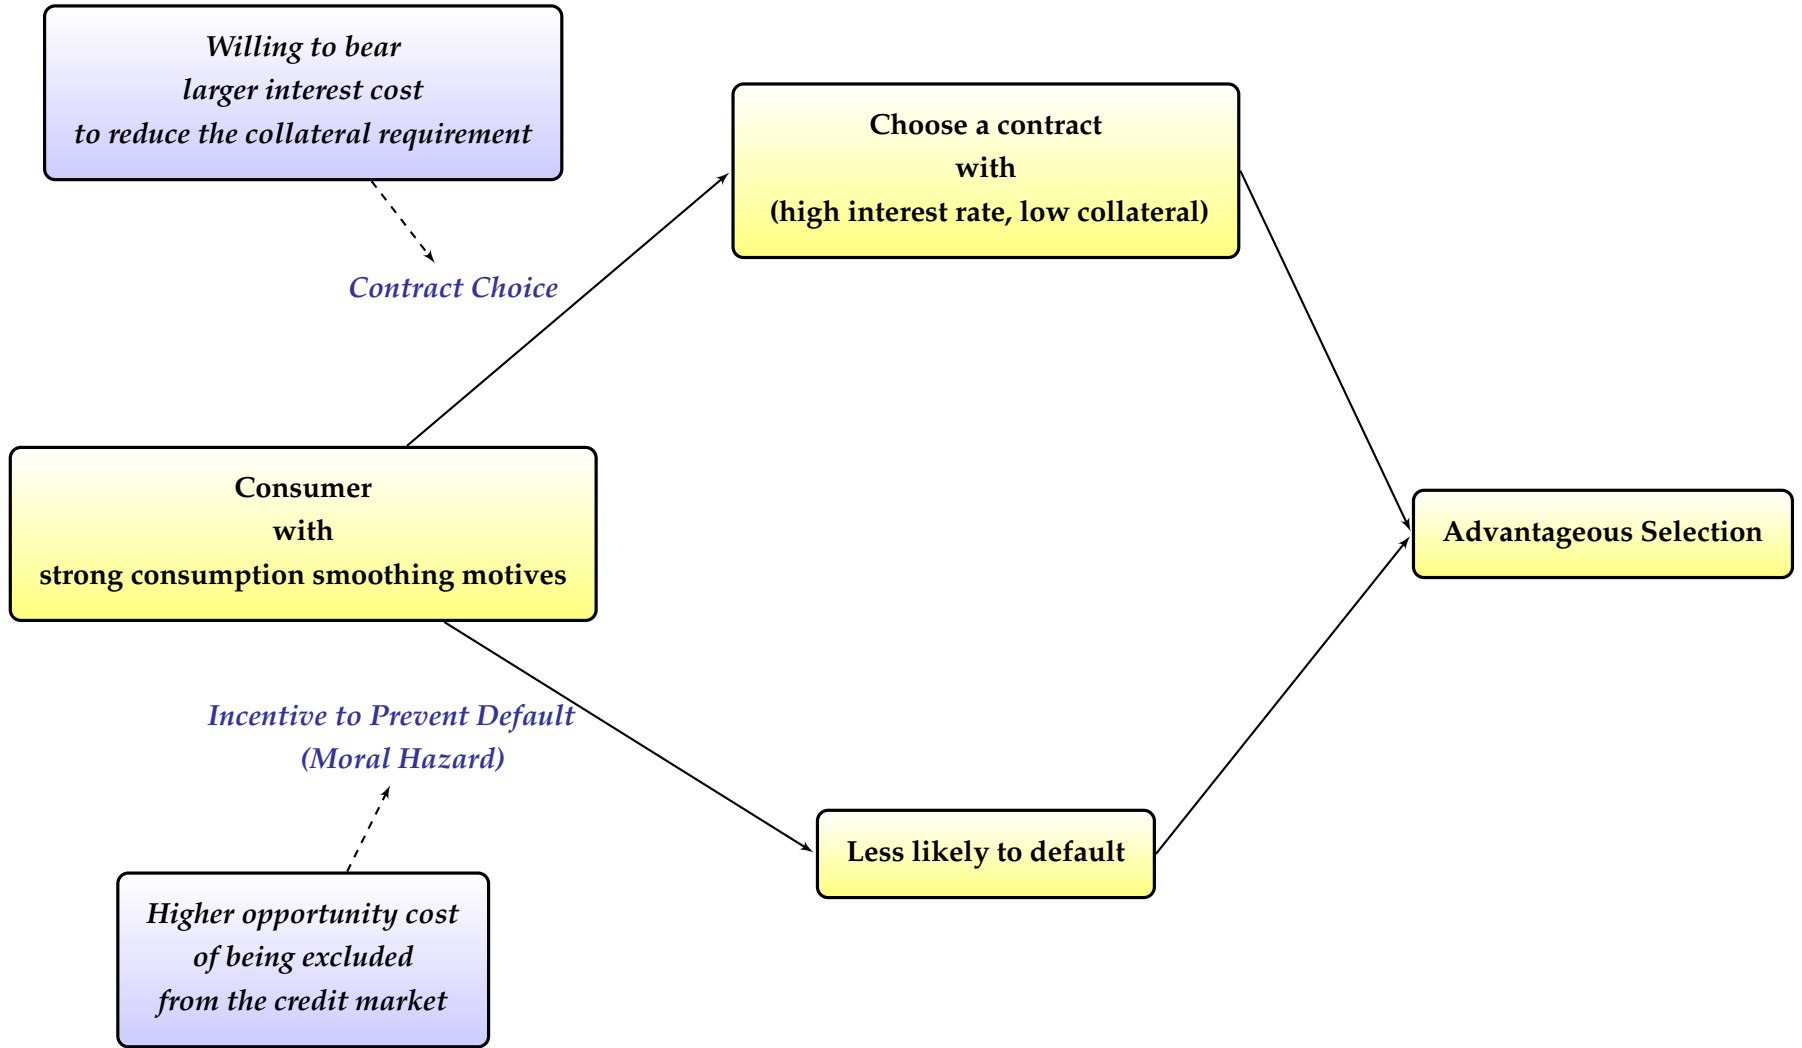 Willing to bear
larger interest cost
to reduce the collateral requirement
Choose a contract
with
(high interest rate, low collateral)
Contract Choice
Consumer
with
strong consumption smoothing motives
Advantageous Selection
Incentive to Prevent Default
(Moral Hazard)
Less likely to default
Higher opportunity cost
of being excluded
from the credit market